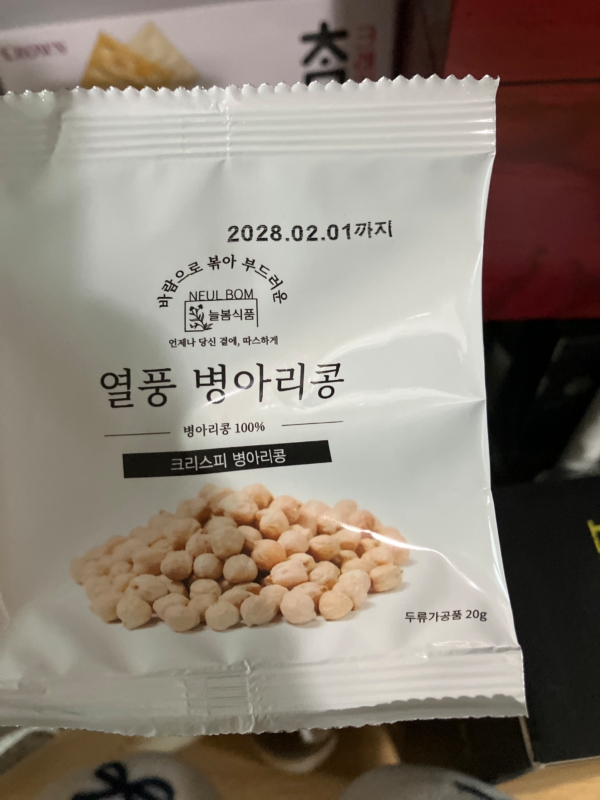 CROWN
2028.02.01까지
바람으로 볶아 부드러운
NEUL BOM
늘봄식품
언제나 당신 곁에, 따스하게
열풍 병아리콩
병아리콩 100%
크리스피 병아리콩
두류가공품 20g